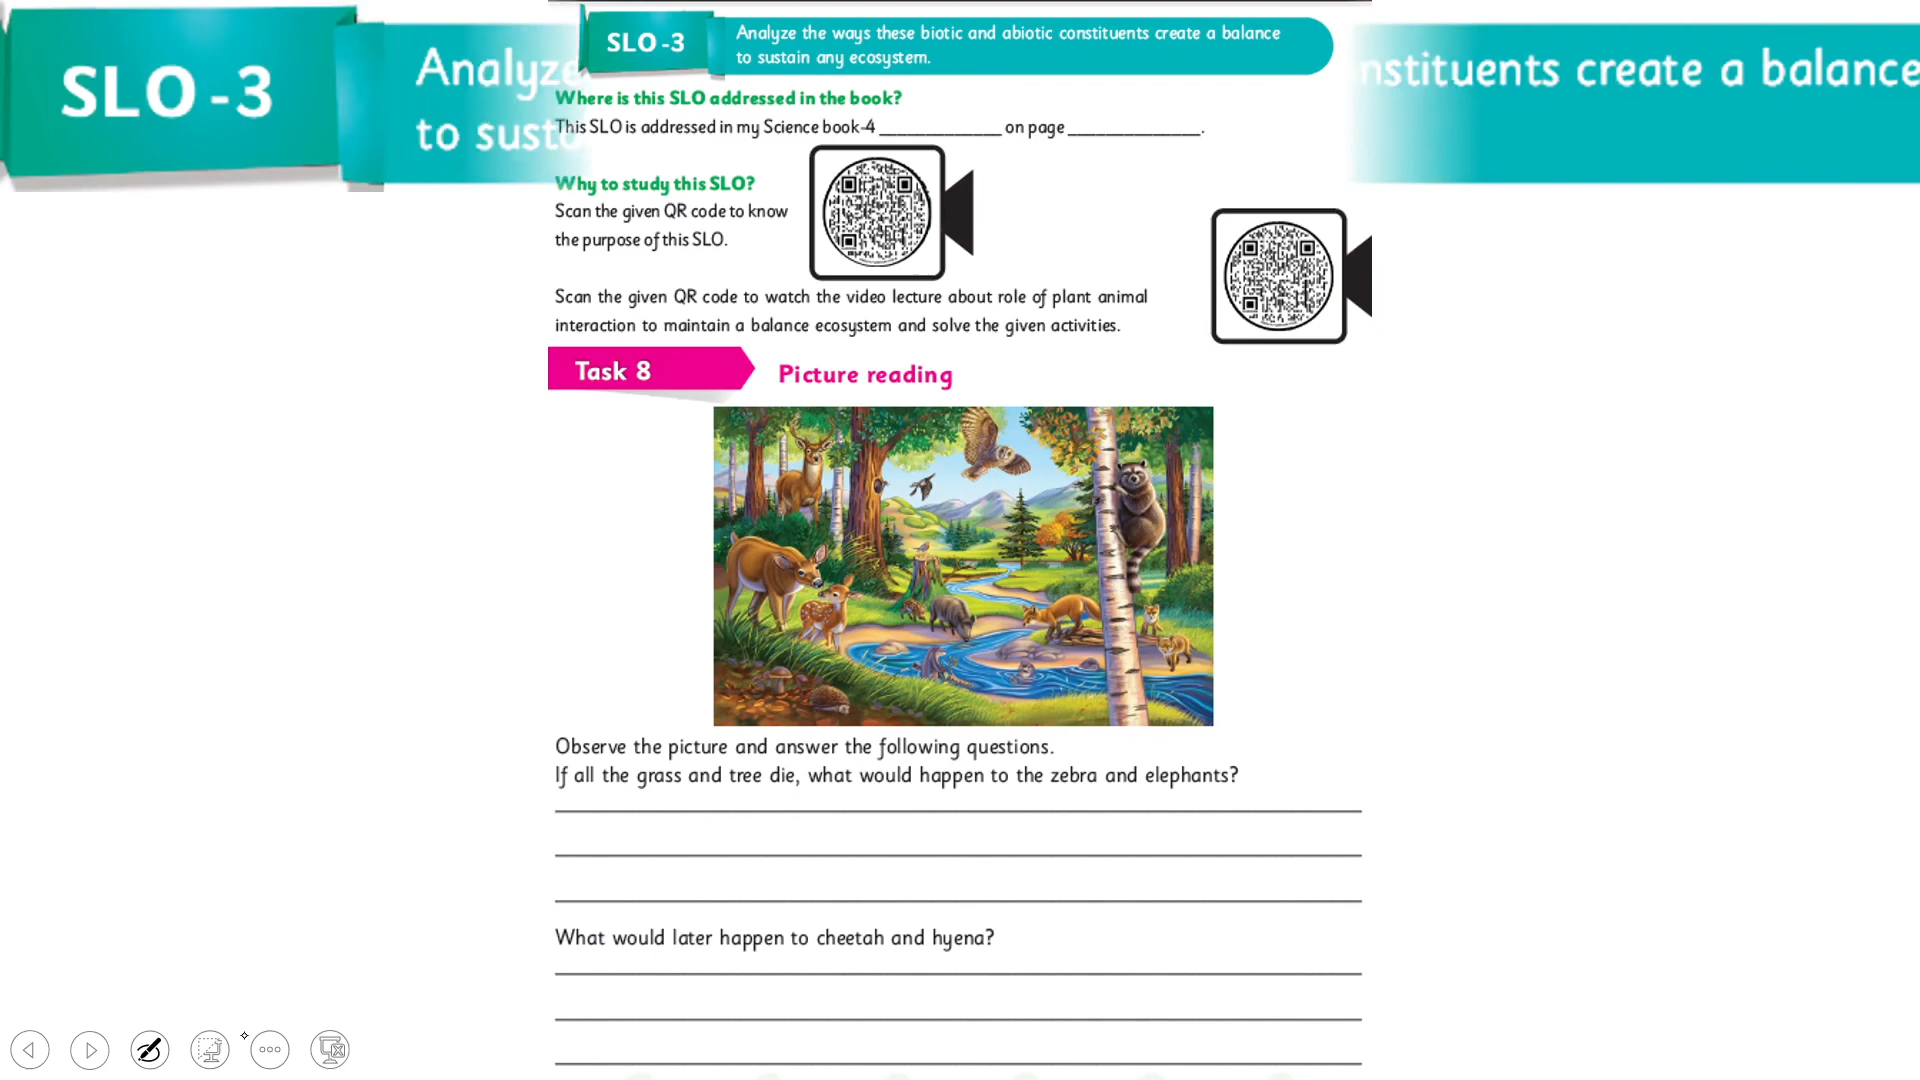 SLO -3
Analyze
nstituents create a balance
to susta
SLO -3
Analyze the ways these biotic and abiotic constituents create a balance
to sustain any ecosystem.
Where is this SLO addressed in the book?
This SLO is addressed in my Science book-4 _____________ on page ______________.
Why to study this SLO?
Scan the given QR code to know
the purpose of this SLO.
Scan the given QR code to watch the video lecture about role of plant animal
interaction to maintain a balance ecosystem and solve the given activities.
Task 8
Picture reading
Observe the picture and answer the following questions.
If all the grass and tree die, what would happen to the zebra and elephants?
What would later happen to cheetah and hyena?